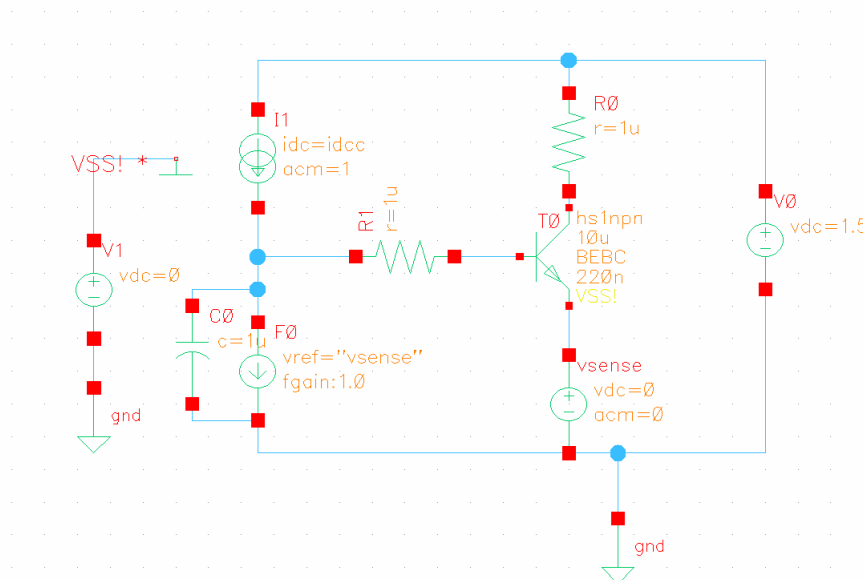 R0
r=1u
I1
idc=idcc
acm=1
VSS! *
R1
r=1u
T0
hs1npn
10u
BEBC
220n
VSS!
V0
vdc=1.5
V1
vdc=0
C0
c=1u
F0
vref="vsense"
fgain:1.0
vsense
vdc=0
acm=0
gnd
gnd